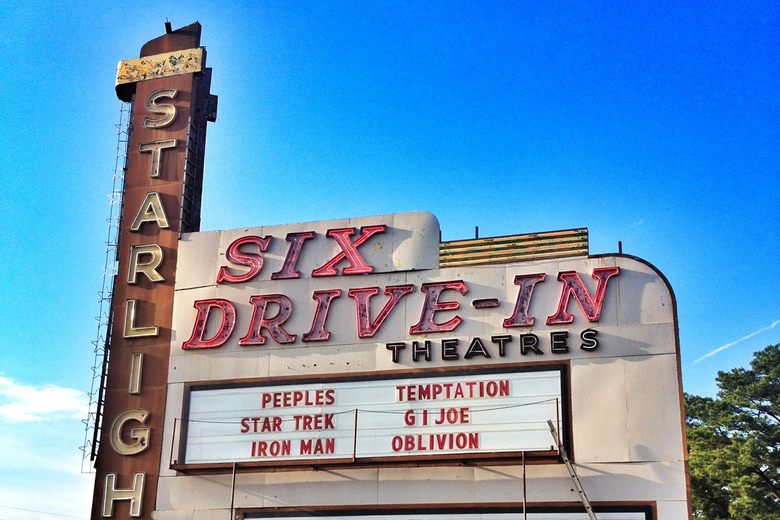 STARLIGH
SIX
DRIVE-IN
THEATRES
PEEPLES TEMPTATION
STAR TREK G I JOE
IRON MAN OBLIVION